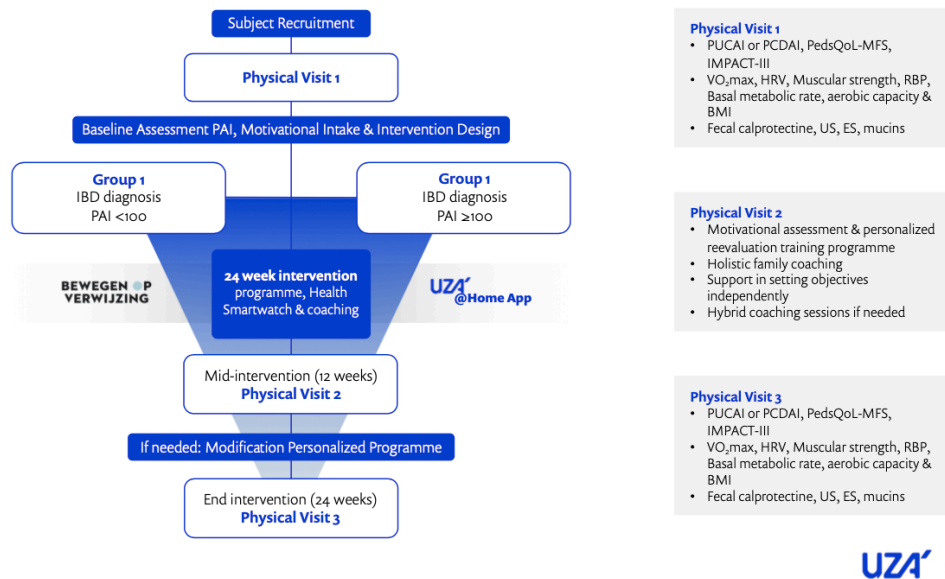 Subject Recruitment
Physical Visit 1
Baseline Assessment PAI, Motivational Intake & Intervention Design
Group 1
IBD diagnosis
PAI <100
Group 1
IBD diagnosis
PAI ≥100
BEWEGEN OP
VERWIJZING
24 week intervention
programme, Health
Smartwatch & coaching
UZA'
@Home App
Mid-intervention (12 weeks)
Physical Visit 2
If needed: Modification Personalized Programme
End intervention (24 weeks)
Physical Visit 3
Physical Visit 1
• PUCAI or PCDAI, PedsQoL-MFS,
IMPACT-III
• VO₂max, HRV, Muscular strength, RBP,
Basal metabolic rate, aerobic capacity &
BMI
• Fecal calprotectine, US, ES, mucins
Physical Visit 2
• Motivational assessment & personalized
reevaluation training programme
• Holistic family coaching
• Support in setting objectives
independently
• Hybrid coaching sessions if needed
Physical Visit 3
• PUCAI or PCDAI, PedsQoL-MFS,
IMPACT-III
• VO₂max, HRV, Muscular strength, RBP,
Basal metabolic rate, aerobic capacity &
BMI
• Fecal calprotectine, US, ES, mucins
UZA'